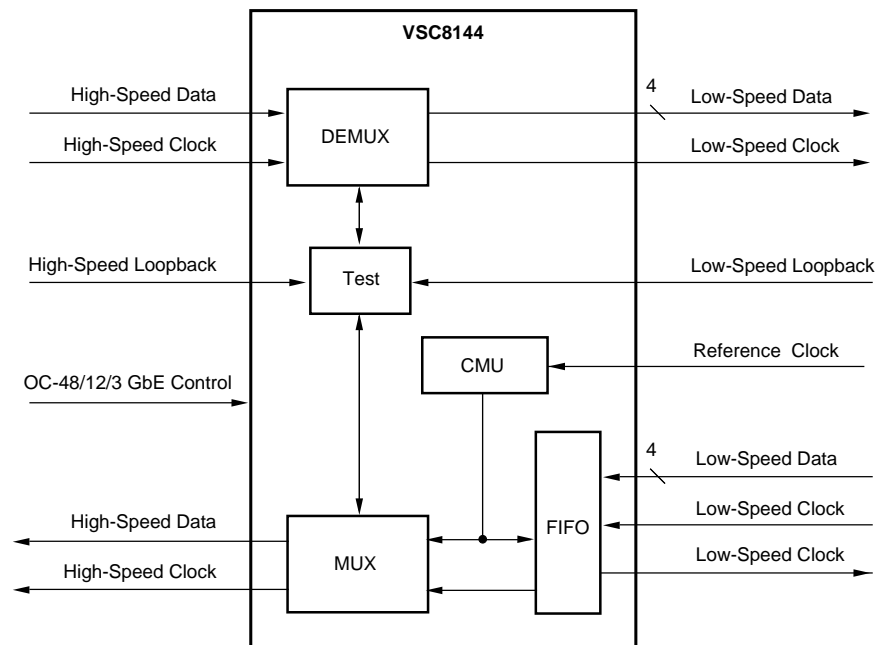 VSC8144
High-Speed Data
4
Low-Speed Data
DEMUX
High-Speed Clock
Low-Speed Clock
High-Speed Loopback
Test
Low-Speed Loopback
CMU
Reference Clock
OC-48/12/3 GbE Control
4
Low-Speed Data
High-Speed Data
FIFO
Low-Speed Clock
MUX
Low-Speed Clock
High-Speed Clock